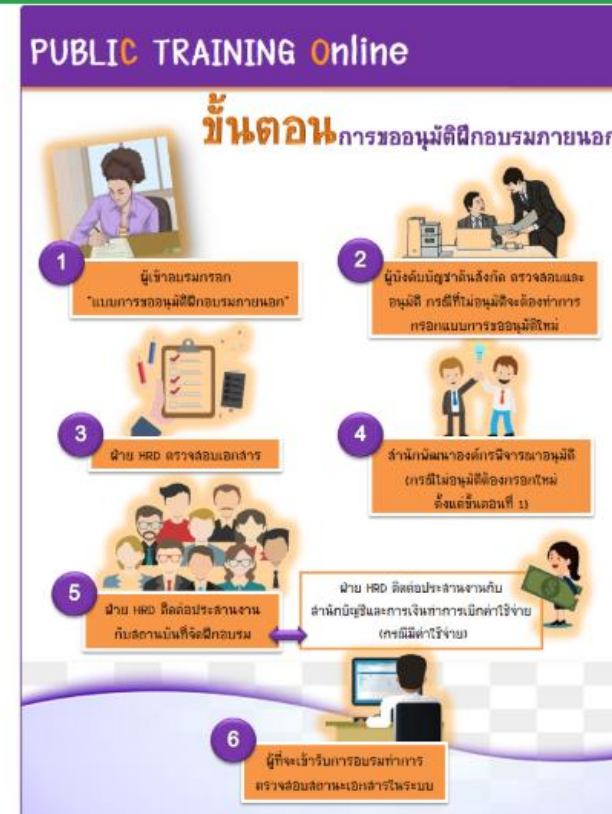 PUBLIC TRAINING Online
ขั้นตอนการขออนุมัติฝึกอบรมภายนอก
1
ผู้เข้าอบรมกรอก
"แบบการขออนุมัติฝึกอบรมภายนอก"
2
ผู้บังคับบัญชาต้นสังกัด ตรวจสอบและ
อนุมัติ กรณีที่ไม่อนุมัติจะต้องทำการ
กรอกแบบการขออนุมัติใหม่
3
ฝ่าย HRD ตรวจสอบเอกสาร
4
สำนักพัฒนาองค์กรพิจารณาอนุมัติ
(กรณีไม่อนุมัติต้องกรอกใหม่
ตั้งแต่ขั้นตอนที่ 1)
5
ฝ่าย HRD ติดต่อประสานงาน
กับสถานบันที่จัดฝึกอบรม
ฝ่าย HRD ติดต่อประสานงานกับ
สำนักบัญชีและการเงินทำการเบิกค่าใช้จ่าย
(กรณีมีค่าใช้จ่าย)
6
ผู้ที่จะเข้ารับการอบรมทำการ
ตรวจสอบสถานะเอกสารในระบบ